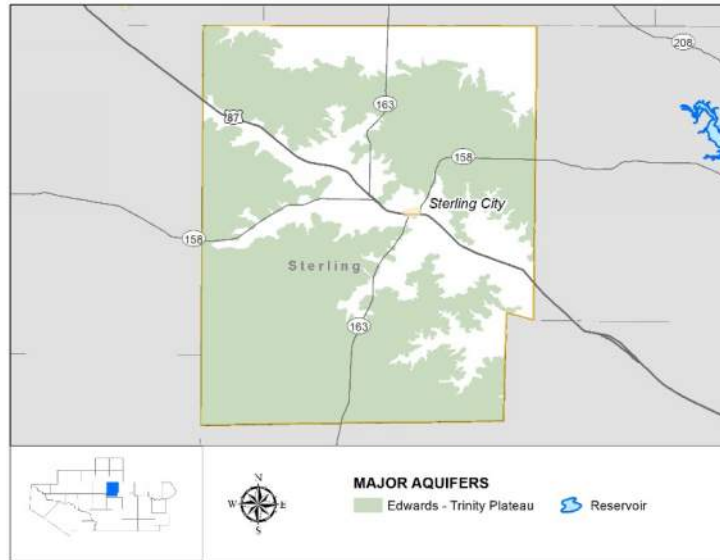 208
163
87
158
Sterling City
158
Sterling
163
N
W
E
S
MAJOR AQUIFERS
Edwards - Trinity Plateau
Reservoir